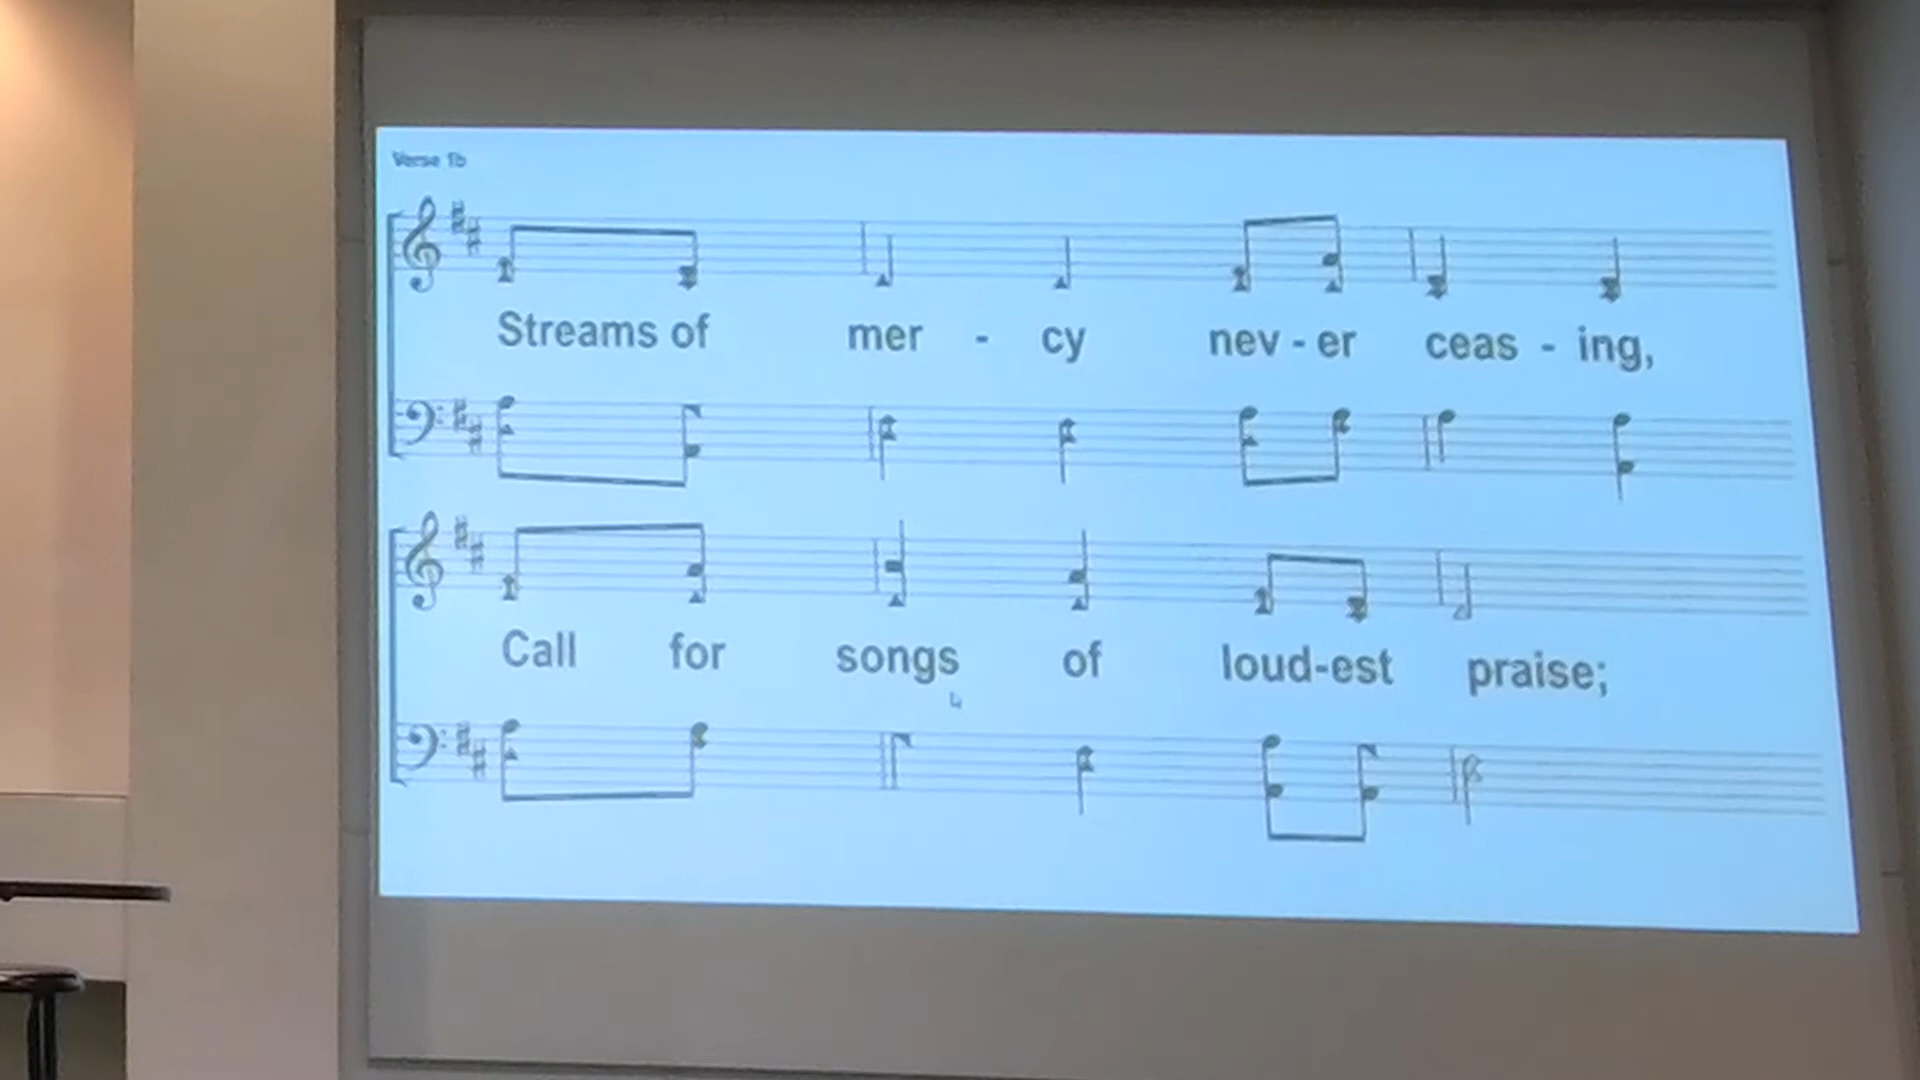 Verse 1b
Streams of mer - cy nev - er ceas - ing,
Call for songs of loud-est praise;